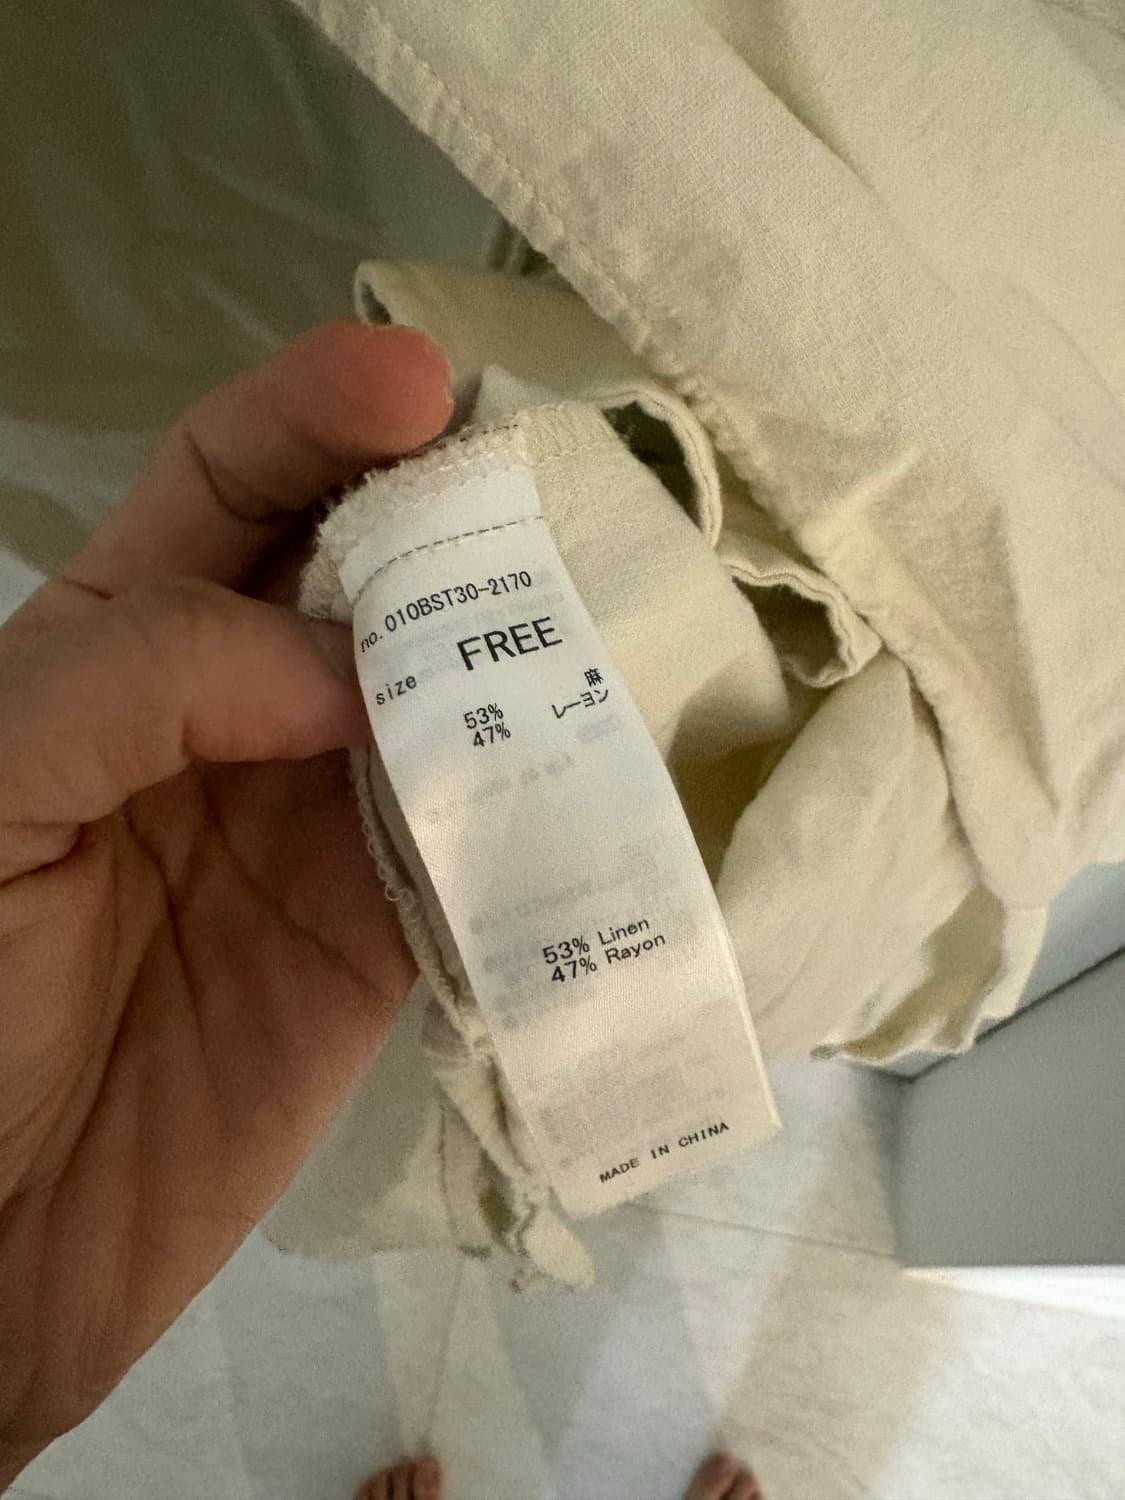 no. 010BST30-2170
size FREE
53% 麻
47% レーヨン
53% Linen
47% Rayon
MADE IN CHINA